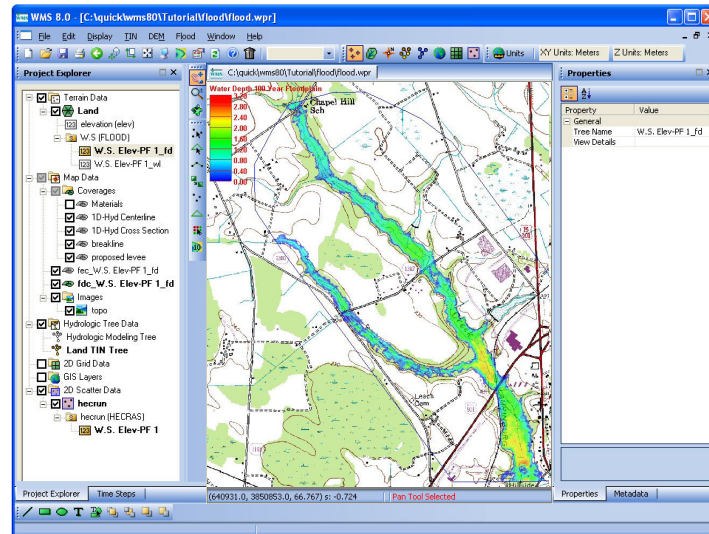 WMS 8.0 - [C:\quick\wms80\Tutorial\flood\flood.wpr]
File Edit Display TIN DEM Flood Window Help
Units XY Units: Meters Z Units: Meters
Project Explorer
Terrain Data
Land
elevation (elev)
W.S (FLOOD)
W.S. Elev-PF 1_fd
W.S. Elev-PF 1_wl
Map Data
Coverages
Materials
1D-Hyd Centerline
1D-Hyd Cross Section
breakline
proposed levee
fec_W.S. Elev-PF 1_fd
fdc_W.S. Elev-PF 1_fd
Images
topo
Hydrologic Tree Data
Hydrologic Modeling Tree
Land TIN Tree
2D Grid Data
GIS Layers
2D Scatter Data
hecrun
hecrun (HECRAS)
W.S. Elev-PF 1
Project Explorer Time Steps
C:\quick\wms80\Tutorial\flood\flood.wpr
Water Depth 100 Year Floodplain
3.20
2.80
2.40
2.00
1.60
1.20
0.80
0.40
0.00
Chapel Hill
Sch
(640931.0, 3850853.0, 66.767) s: -0.724 Pan Tool Selected
Properties
Property Value
General
Tree Name W.S. Elev-PF 1_fd
View Details
Properties Metadata